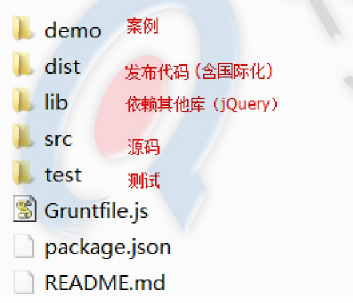 demo 案例
dist 发布代码 (含国际化)
lib 依赖其他库（jQuery）
src 源码
test 测试
Gruntfile.js
package.json
README.md